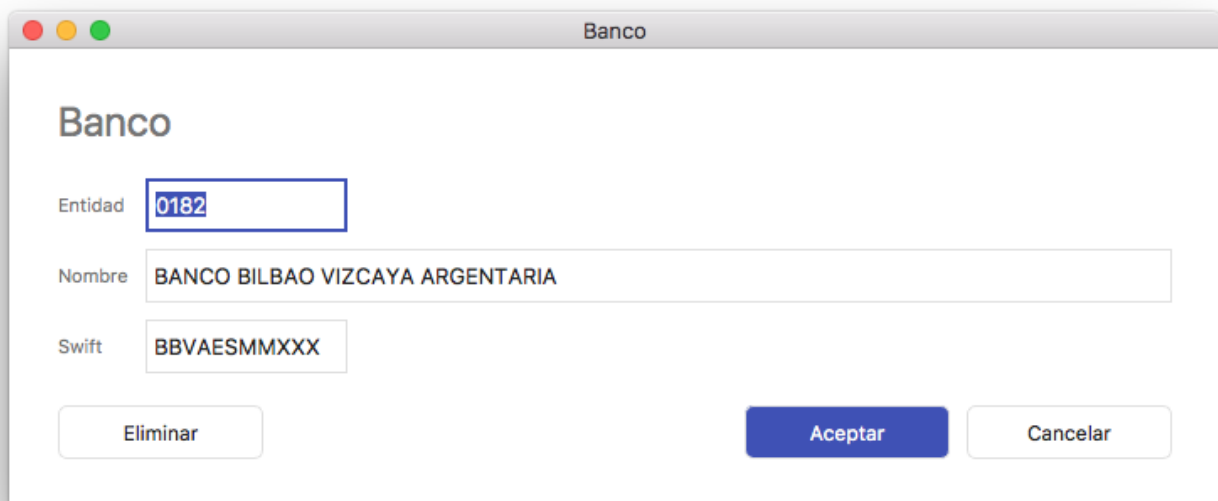 Banco
Banco
Entidad 0182
Nombre BANCO BILBAO VIZCAYA ARGENTARIA
Swift BBVAESMMXXX
Eliminar Aceptar Cancelar